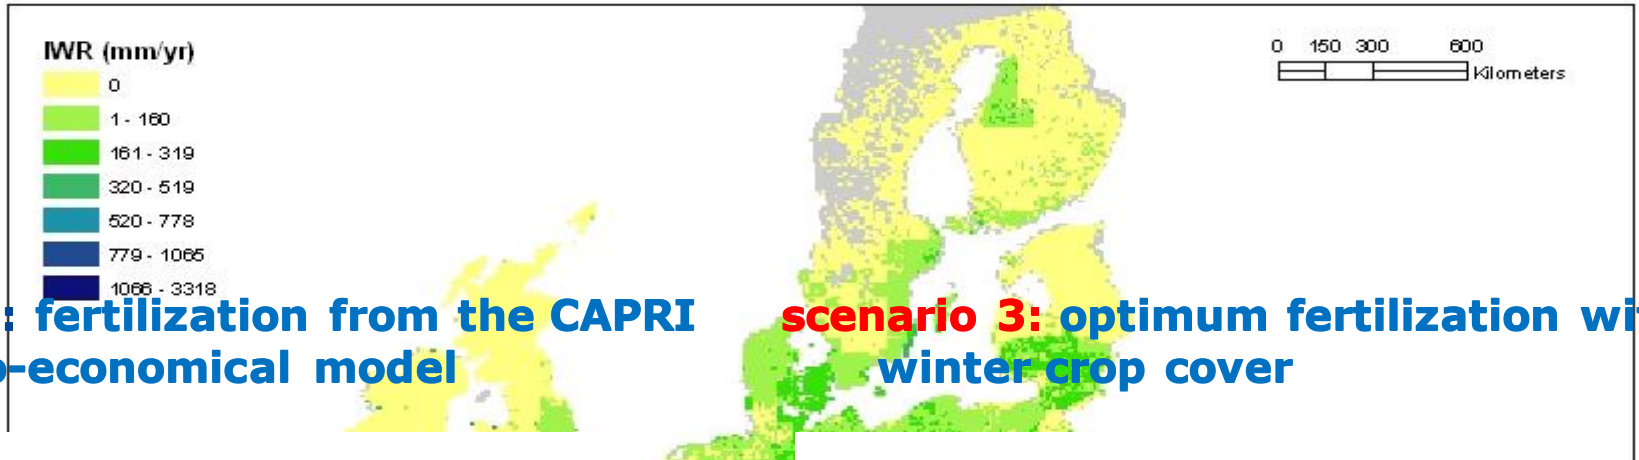 IWR (mm/yr)
0
1 - 160
161 - 319
320 - 519
520 - 778
779 - 1065
1066 - 3318
0 150 300 600
Kilometers
: fertilization from the CAPRI
-economical model
scenario 3: optimum fertilization
winter crop cover